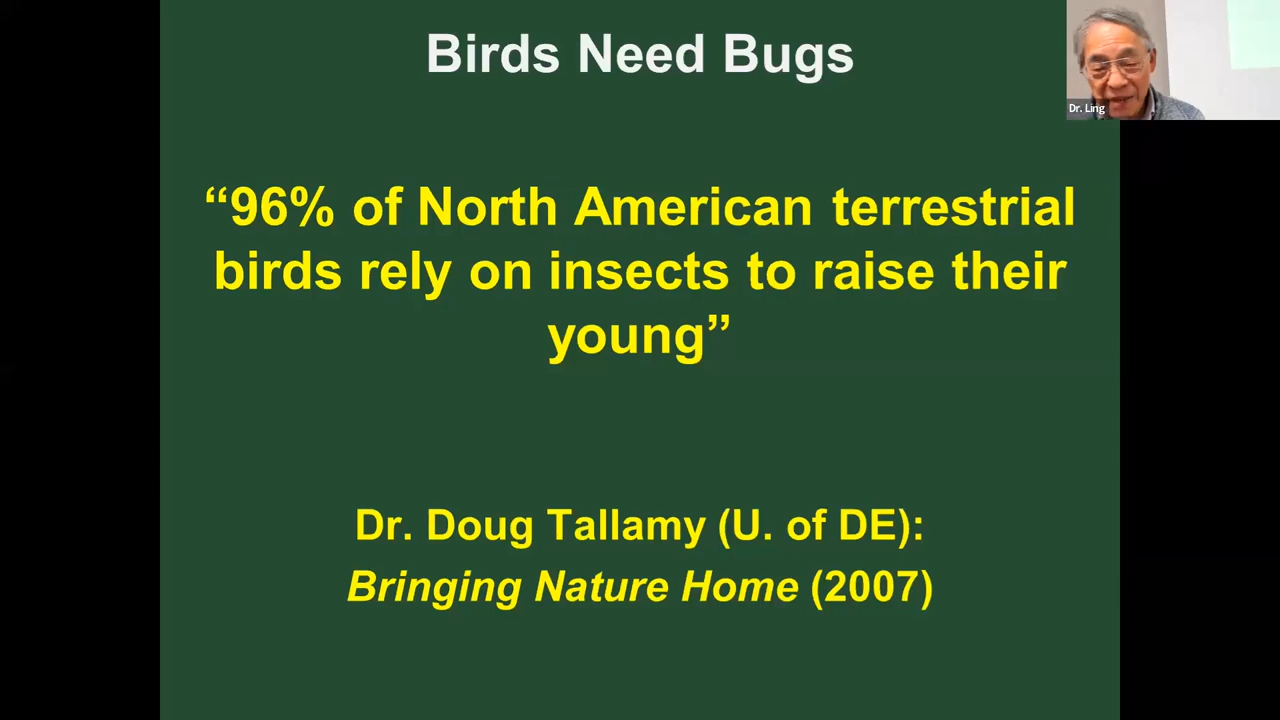 Birds Need Bugs
Dr. Ling
“96% of North American terrestrial
birds rely on insects to raise their
young”
Dr. Doug Tallamy (U. of DE):
Bringing Nature Home (2007)